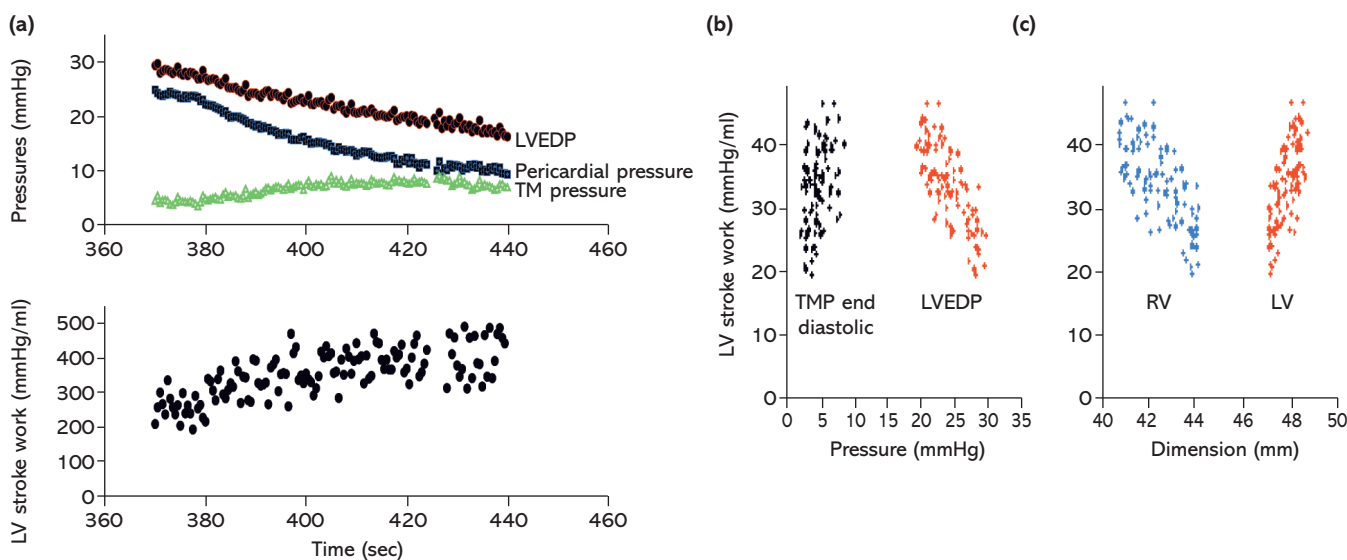 (a)
Pressures (mmHg)
30
20
10
0
LVEDP
Pericardial pressure
TM pressure
360 380 400 420 440 460
LV stroke work (mmHg/ml)
500
400
300
200
100
0
360 380 400 420 440 460
Time (sec)
(b)
LV stroke work (mmHg/ml)
40
30
20
10
0
TMP end
diastolic
LVEDP
0 5 10 15 20 25 30 35
Pressure (mmHg)
(c)
40
30
20
10
0
RV LV
40 42 44 46 48 50
Dimension (mm)